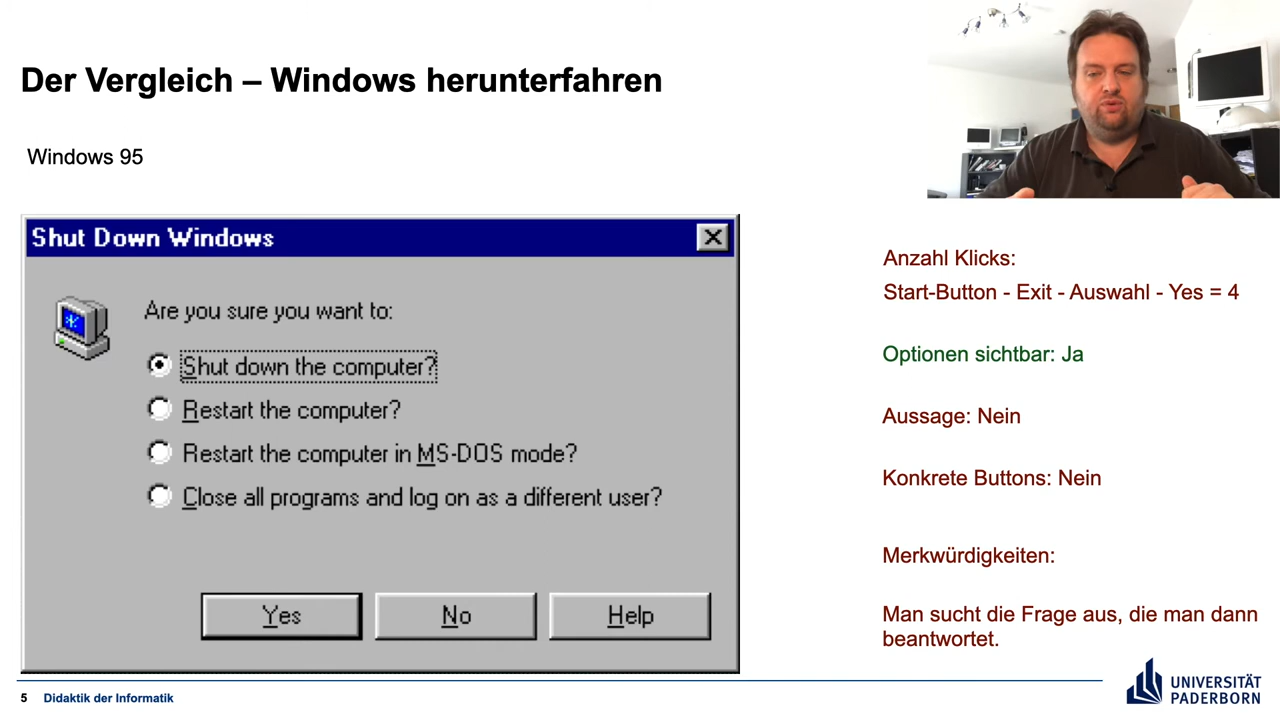 Der Vergleich – Windows herunterfahren
Windows 95
Shut Down Windows
Are you sure you want to:
Shut down the computer?
Restart the computer?
Restart the computer in MS-DOS mode?
Close all programs and log on as a different user?
Yes
No
Help
Anzahl Klicks:
Start-Button - Exit - Auswahl - Yes = 4
Optionen sichtbar: Ja
Aussage: Nein
Konkrete Buttons: Nein
Merkwürdigkeiten:
Man sucht die Frage aus, die man dann
beantwortet.
5 Didaktik der Informatik
UNIVERSITÄT
PADERBORN